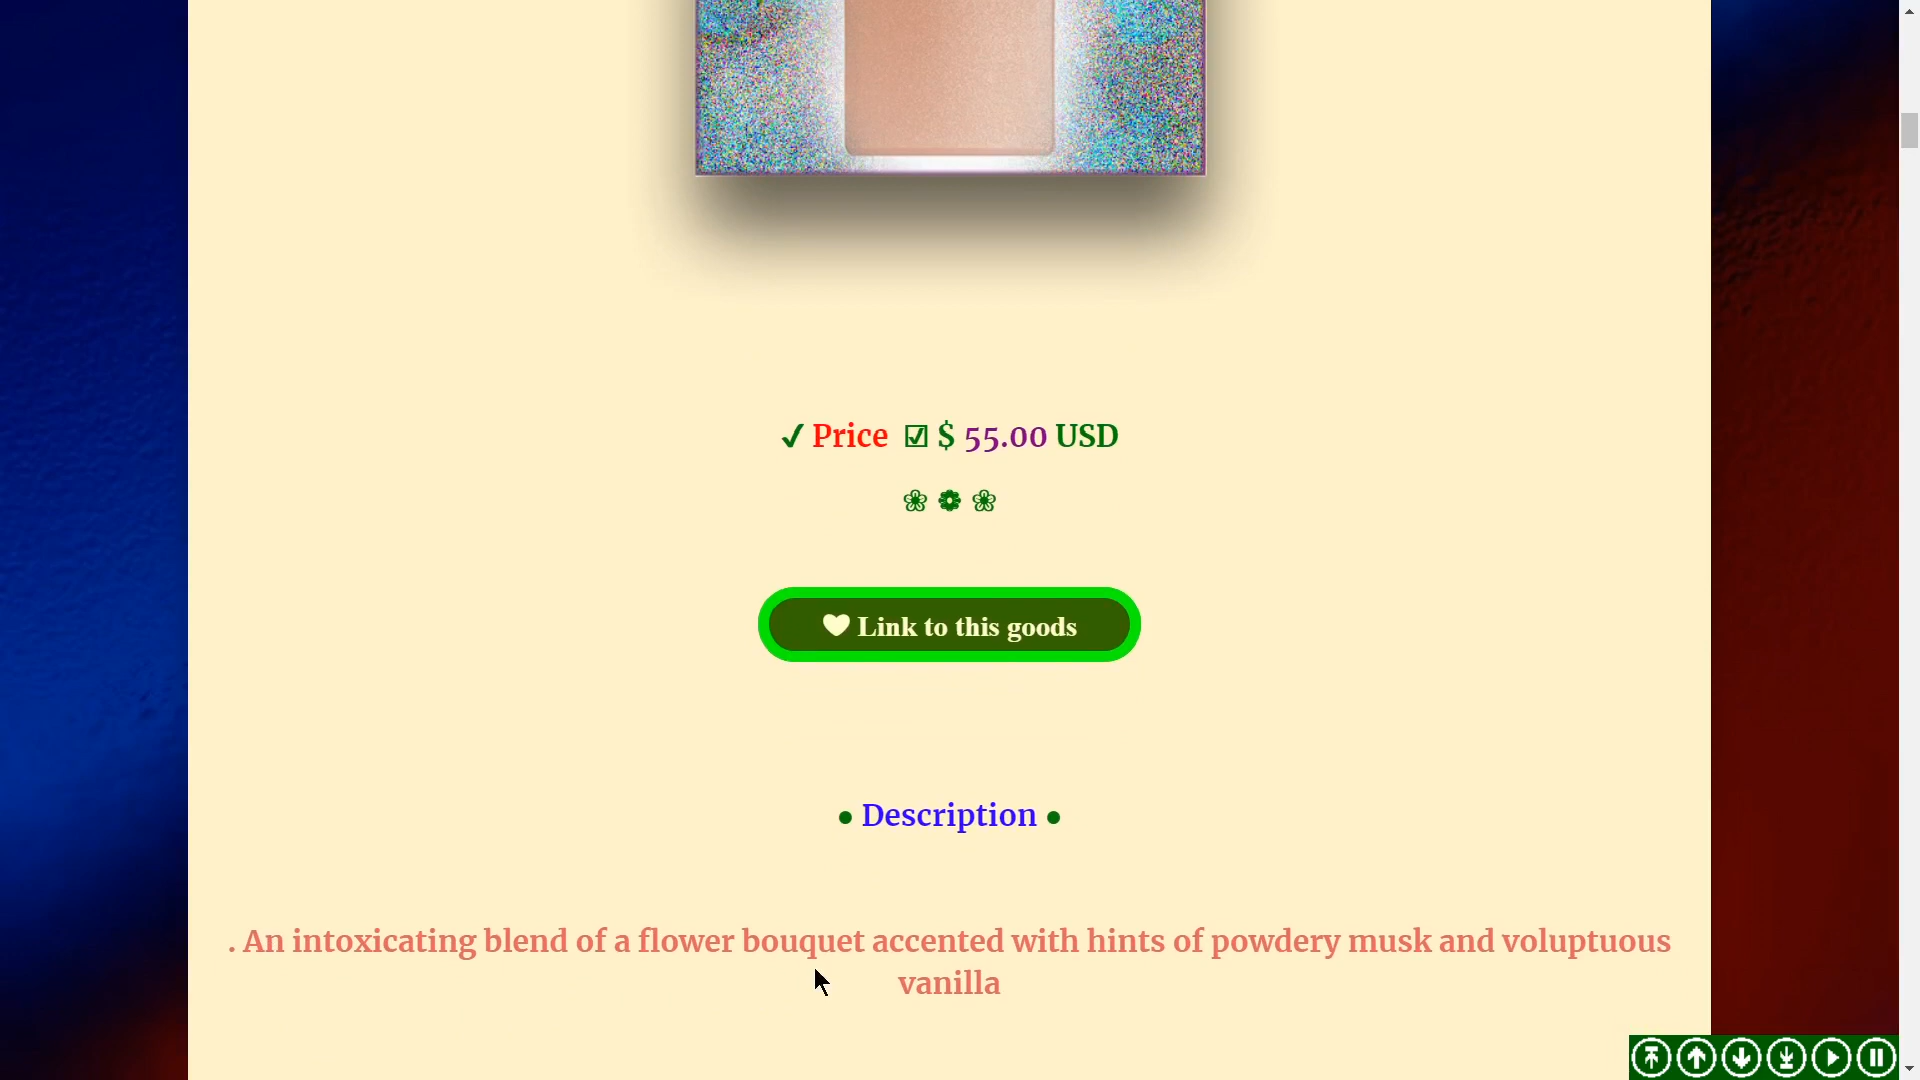 ✓ Price ☑ $ 55.00 USD
❀ ❁ ❀
♥ Link to this goods
● Description ●
. An intoxicating blend of a flower bouquet accented with hints of powdery musk and voluptuous
vanilla